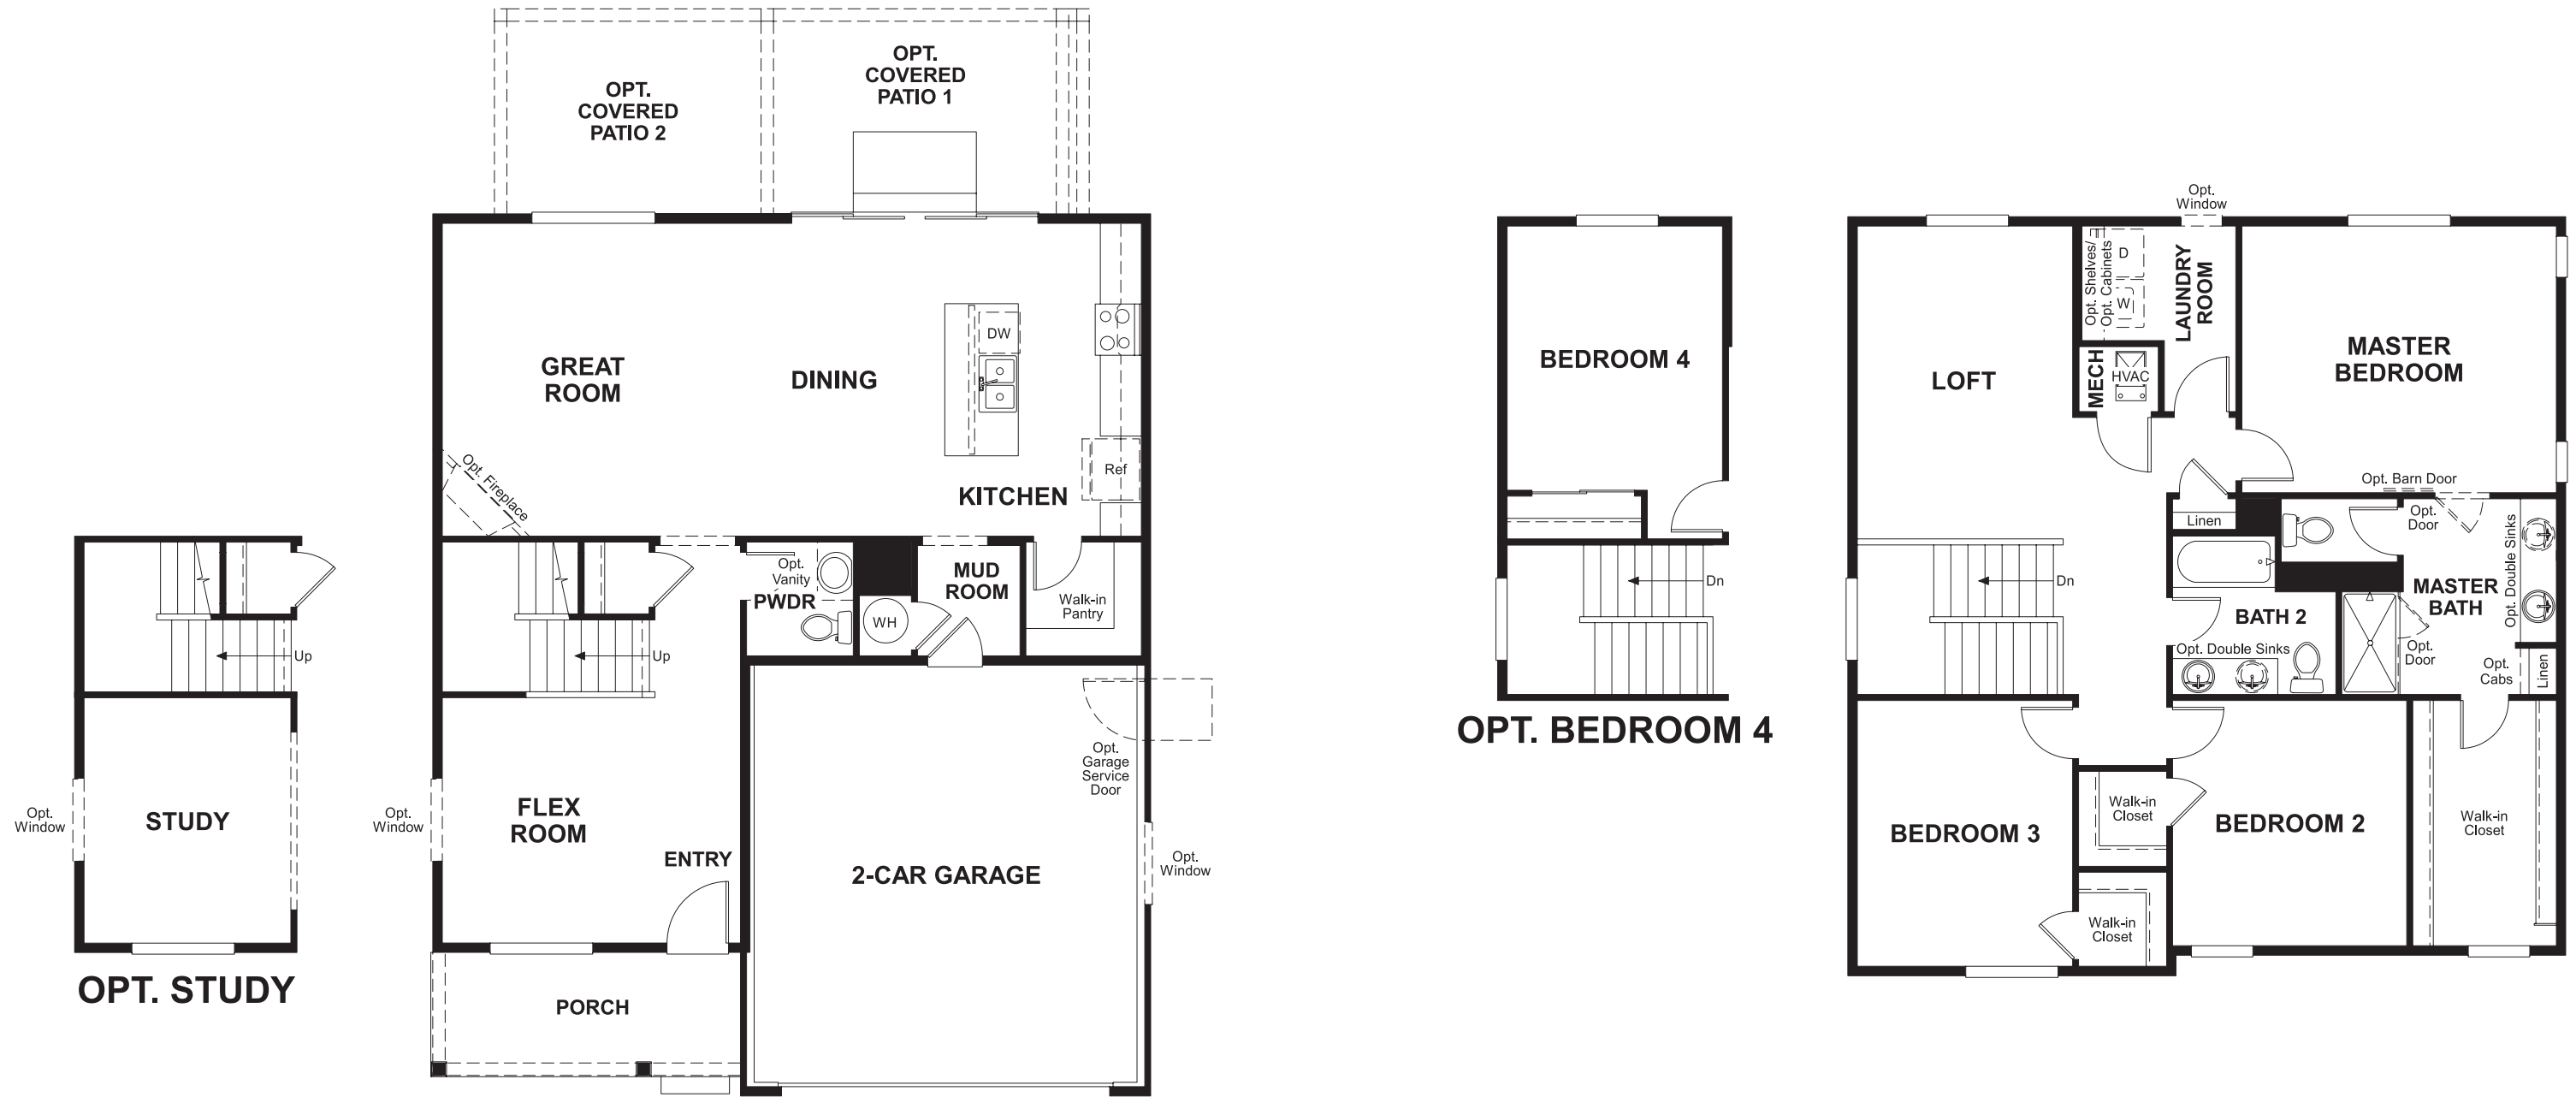 Opt.
Window
STUDY
Up
OPT. STUDY
OPT.
COVERED
PATIO 2
OPT.
COVERED
PATIO 1
GREAT
ROOM
DINING
DW
Ref
KITCHEN
Opt. Fireplace
Up
Opt.
Vanity
PWDR
WH
MUD
ROOM
Walk-in
Pantry
Opt.
Garage
Service
Door
Opt.
Window
FLEX
ROOM
ENTRY
2-CAR GARAGE
Opt.
Window
PORCH
BEDROOM 4
Dn
OPT. BEDROOM 4
Opt.
Window
Opt. Shelves/
Opt. Cabinets
D
W
LAUNDRY
ROOM
MECH
HVAC
LOFT
MASTER
BEDROOM
Opt. Barn Door
Opt.
Door
Linen
Opt. Double Sinks
Dn
MASTER
BATH
BATH 2
Opt. Double Sinks
Opt.
Door
Opt.
Cabs
Linen
Walk-in
Closet
BEDROOM 2
BEDROOM 3
Walk-in
Closet
Walk-in
Closet